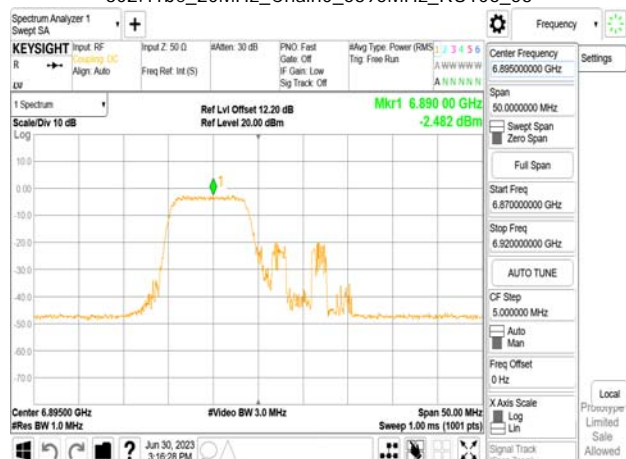 Spectrum Analyzer 1
Swept SA
Frequency
KEYSIGHT
R
Input: RF
Coupling: DC
Align: Auto
Input Z: 50 Ω
Freq Ref: Int (S)
#Atten: 30 dB
PNO: Fast
Gate: Off
IF Gain: Low
Sig Track: Off
#Avg Type: Power (RMS)
Trig: Free Run
1 2 3 4 5 6
A W W W W W
A N N N N N
Center Frequency
6.895000000 GHz
Settings
Span
50.0000000 MHz
Swept Span
Zero Span
Full Span
Start Freq
6.870000000 GHz
Stop Freq
6.920000000 GHz
AUTO TUNE
CF Step
5.000000 MHz
Auto
Man
Freq Offset
0 Hz
X Axis Scale
Log
Lin
Signal Track
Local
Prototype
Limited
Sale
Allowed
1 Spectrum
Scale/Div 10 dB
Log
Ref Lvl Offset 12.20 dB
Ref Level 20.00 dBm
Mkr1 6.890 00 GHz
-2.482 dBm
1
10.0
0.00
-10.0
-20.0
-30.0
-40.0
-50.0
-60.0
-70.0
Center 6.89500 GHz
#Res BW 1.0 MHz
#Video BW 3.0 MHz
Span 50.00 MHz
Sweep 1.00 ms (1001 pts)
Jun 30, 2023
3:16:28 PM